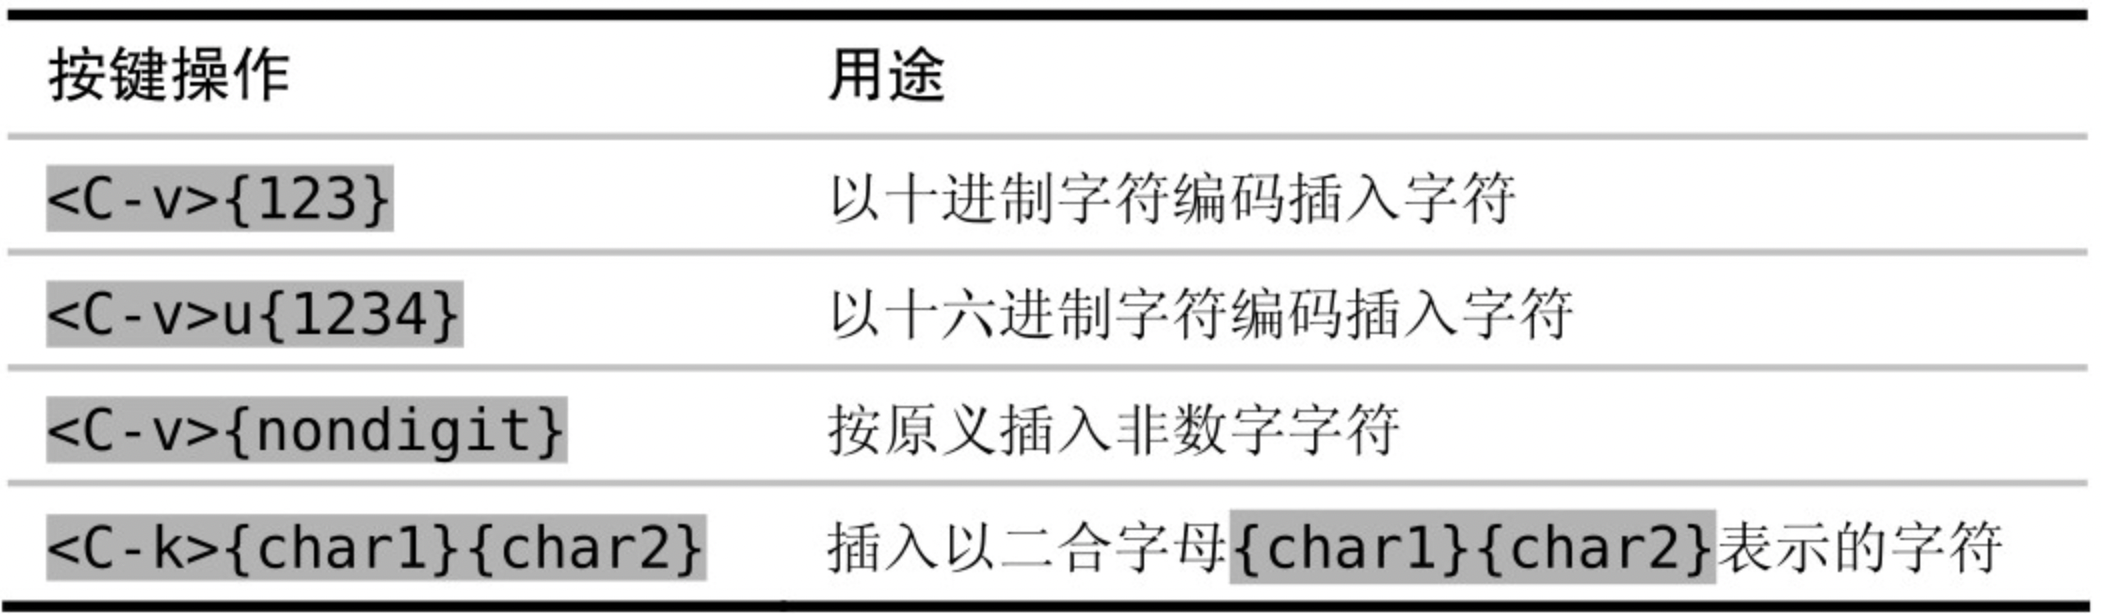 按键操作 用途
<C-v>{123} 以十进制字符编码插入字符
<C-v>u{1234} 以十六进制字符编码插入字符
<C-v>{nondigit} 按原义插入非数字字符
<C-k>{char1}{char2} 插入以二合字母{char1}{char2}表示的字符